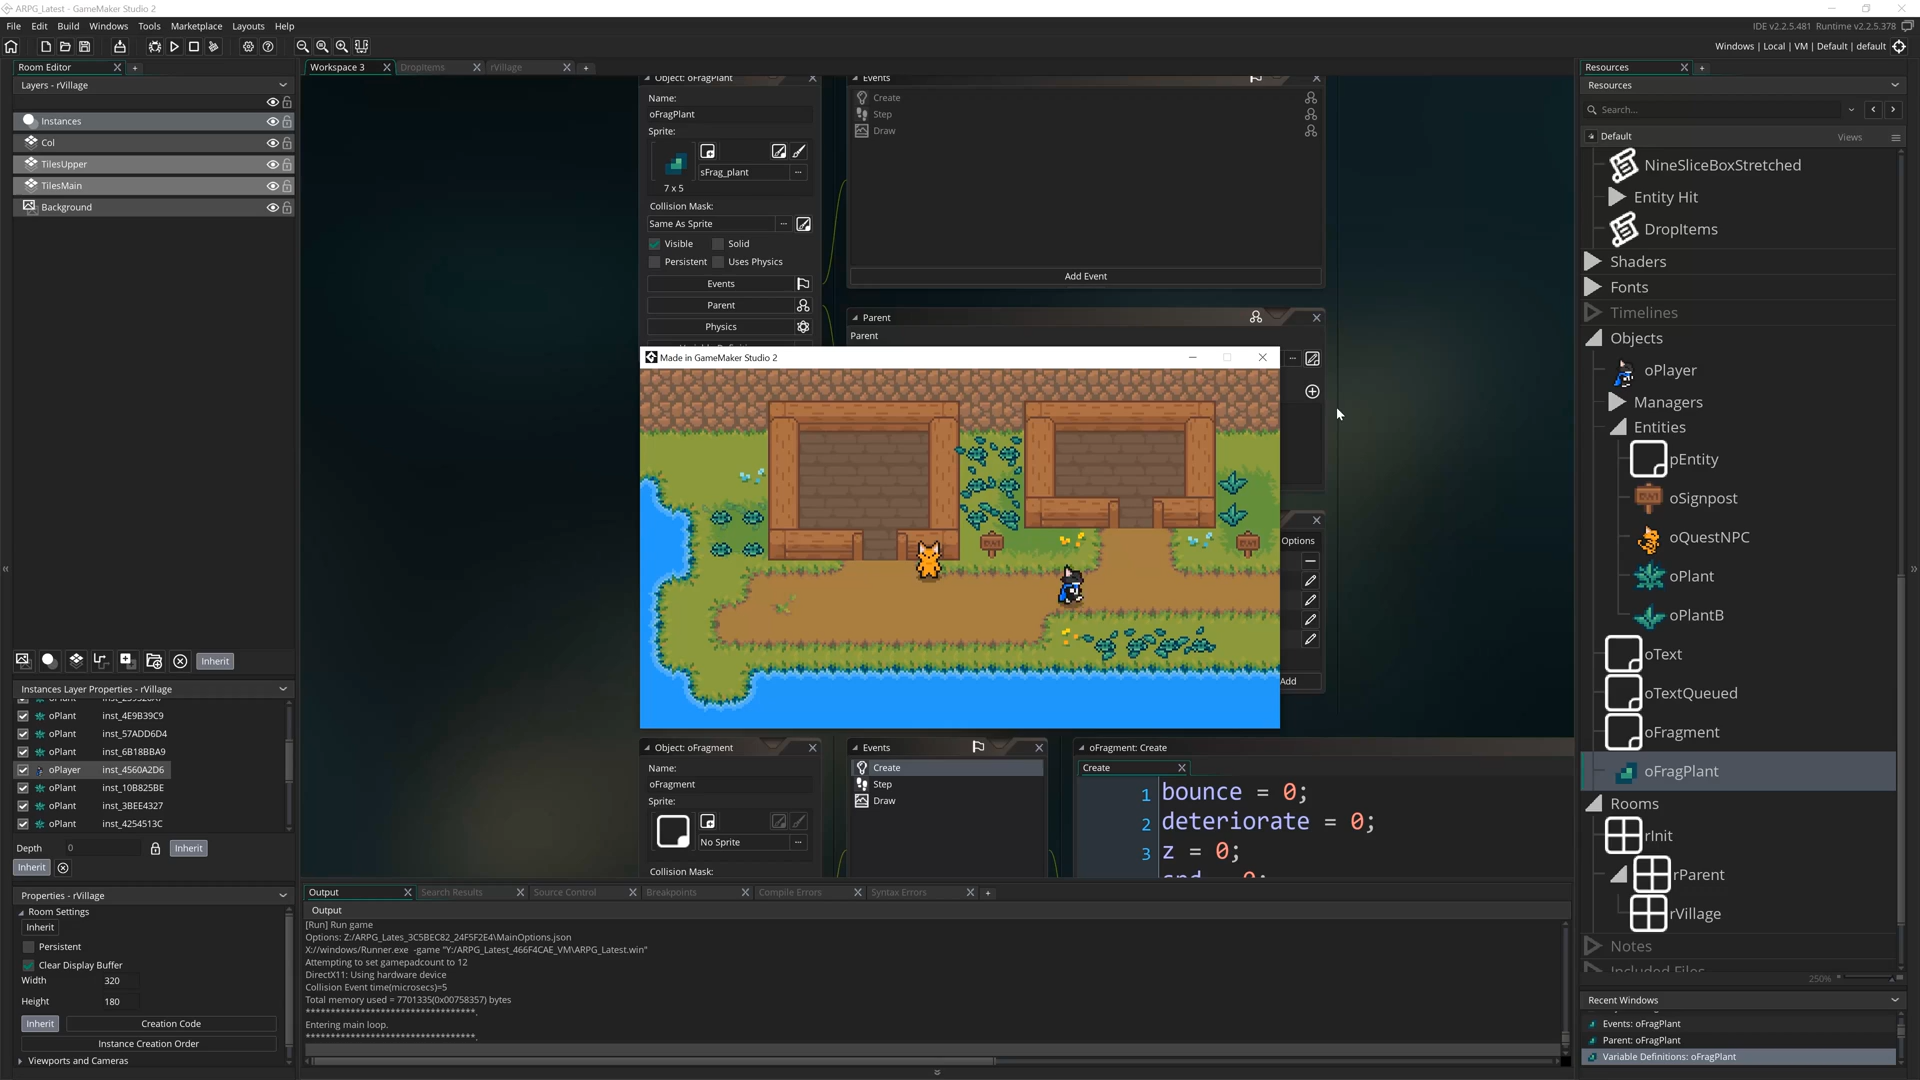 ARPG_Latest - GameMaker Studio 2
File Edit Build Windows Tools Marketplace Layouts Help
IDE v2.2.5.481 Runtime v2.2.5.378
Windows | Local | VM | Default | default
Room Editor
Layers - rVillage
Instances
Col
TilesUpper
TilesMain
Background
Inherit
Instances Layer Properties - rVillage
oPlant inst_4E9B39C9
oPlant inst_57ADD6D4
oPlant inst_6B18BBA9
oPlayer inst_4560A2D6
oPlant inst_10B825BE
oPlant inst_3BEE4327
oPlant inst_4254513C
Depth 0 Inherit
Inherit
Properties - rVillage
Room Settings
Inherit
Persistent
Clear Display Buffer
Width 320
Height 180
Inherit Creation Code
Instance Creation Order
Viewports and Cameras
Workspace 3 DropItems rVillage
Object: oFragPlant
Name:
oFragPlant
Sprite:
sFrag_plant
7 x 5
Collision Mask:
Same As Sprite
Visible Solid
Persistent Uses Physics
Events
Parent
Physics
Events
Create
Step
Draw
Add Event
Parent
Parent
Made in GameMaker Studio 2
Options
Add
Object: oFragment
Name:
oFragment
Sprite:
No Sprite
Collision Mask:
Events
Create
Step
Draw
oFragment: Create
Create
1 bounce = 0;
2 deteriorate = 0;
3 z = 0;
Output Search Results Source Control Breakpoints Compile Errors Syntax Errors
Output
[Run] Run game
Options: Z:/ARPG_Lates_3C5BEC82_24F5F2E4\MainOptions.json
X://windows/Runner.exe -game "Y:/ARPG_Latest_466F4CAE_VM\ARPG_Latest.win"
Attempting to set gamepadcount to 12
DirectX11: Using hardware device
Collision Event time(microsecs)=5
Total memory used = 7701335(0x00758357) bytes
**********************************.
Entering main loop.
**********************************.
Resources
Resources
Search...
Default Views
NineSliceBoxStretched
Entity Hit
DropItems
Shaders
Fonts
Timelines
Objects
oPlayer
Managers
Entities
pEntity
oSignpost
oQuestNPC
oPlant
oPlantB
oText
oTextQueued
oFragment
oFragPlant
Rooms
rInit
rParent
rVillage
Notes
Included Files
250%
Recent Windows
Events: oFragPlant
Parent: oFragPlant
Variable Definitions: oFragPlant